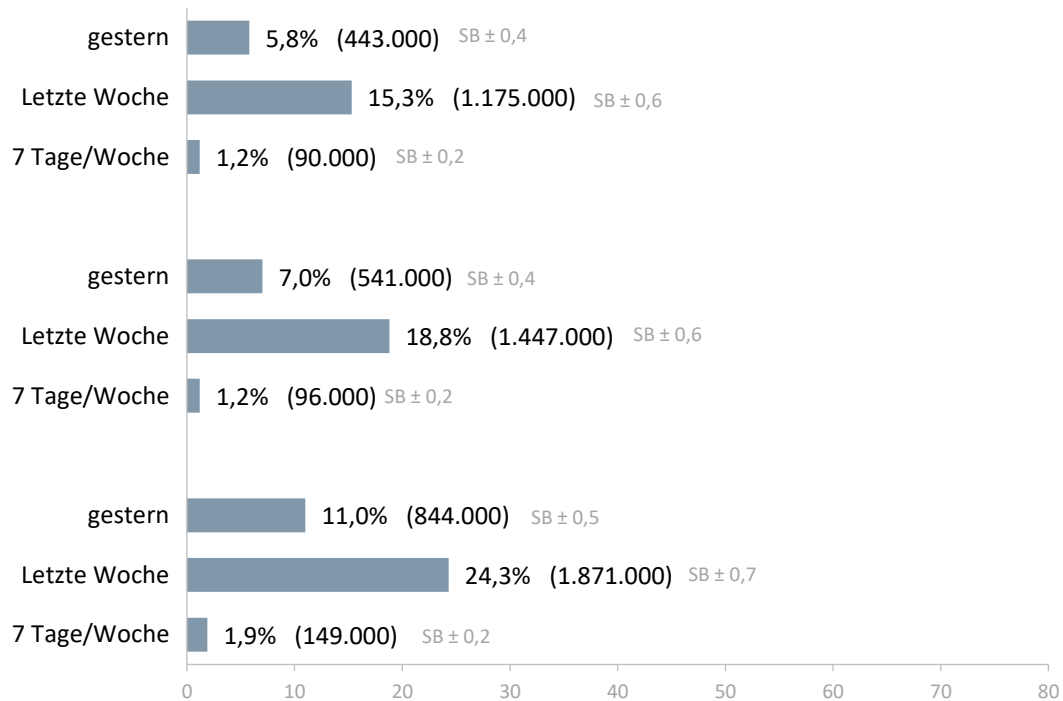 gestern 5,8% (443.000) SB ± 0,4
Letzte Woche 15,3% (1.175.000) SB ± 0,6
7 Tage/Woche 1,2% (90.000) SB ± 0,2
gestern 7,0% (541.000) SB ± 0,4
Letzte Woche 18,8% (1.447.000) SB ± 0,6
7 Tage/Woche 1,2% (96.000) SB ± 0,2
gestern 11,0% (844.000) SB ± 0,5
Letzte Woche 24,3% (1.871.000) SB ± 0,7
7 Tage/Woche 1,9% (149.000) SB ± 0,2
0 10 20 30 40 50 60 70 80